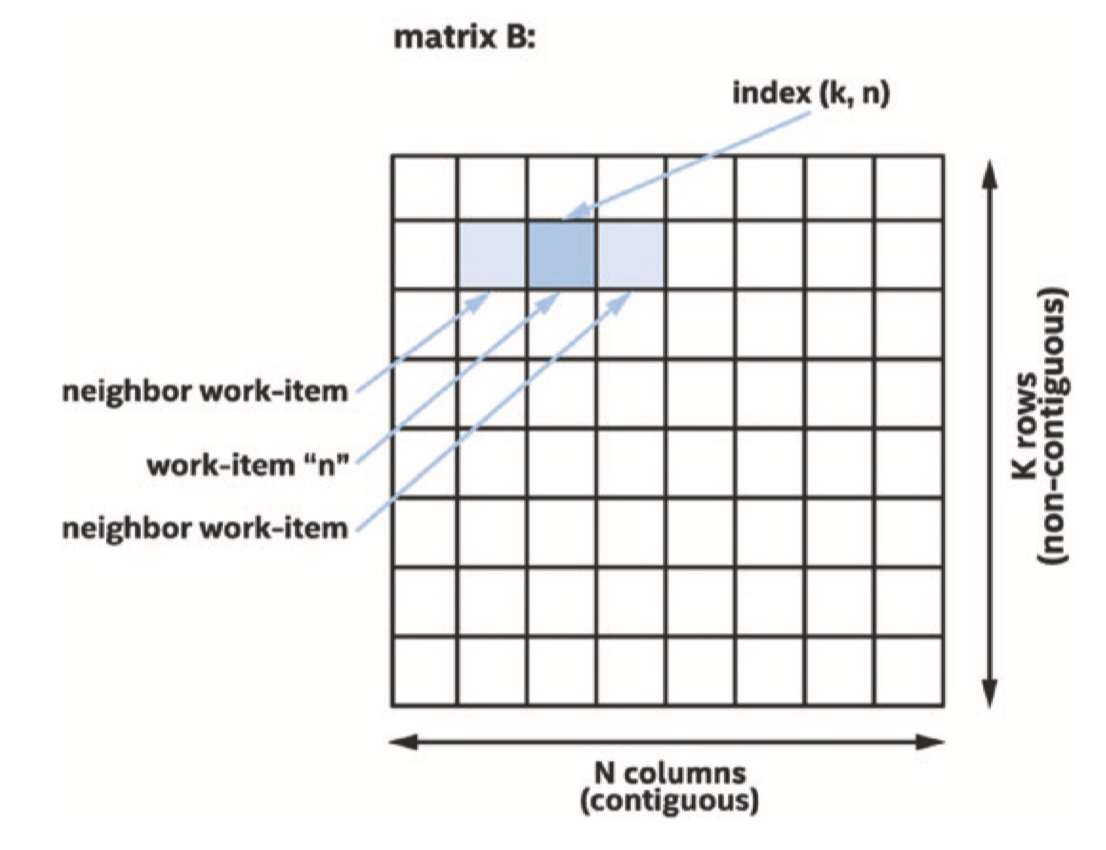 matrix B:
index (k, n)
neighbor work-item
work-item “n”
neighbor work-item
K rows
(non-contiguous)
N columns
(contiguous)